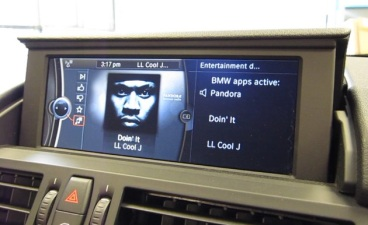 3:17 pm LL Cool J... Entertainment d...
Doin' It
LL Cool J
BMW apps active:
Pandora
Doin' It
LL Cool J